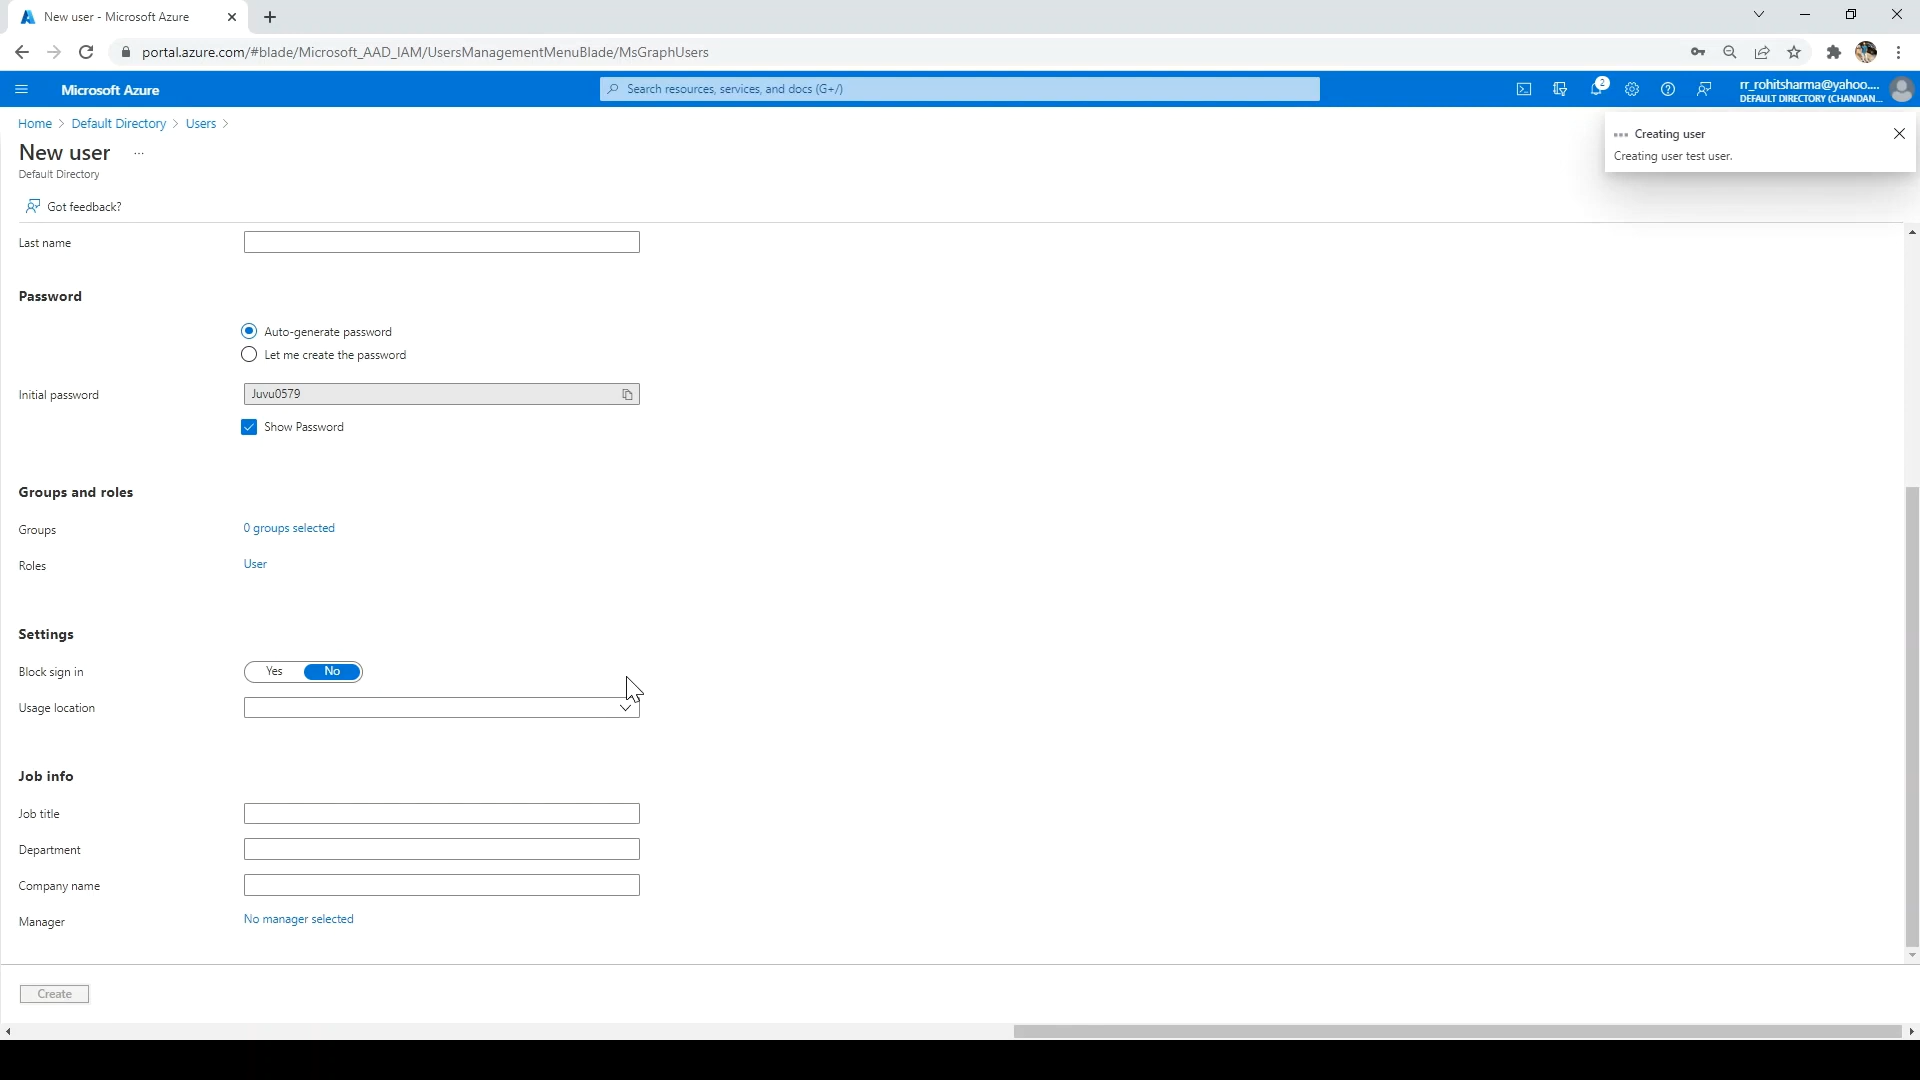 New user - Microsoft Azure
portal.azure.com/#blade/Microsoft_AAD_IAM/UsersManagementMenuBlade/MsGraphUsers
Microsoft Azure
Search resources, services, and docs (G+/)
2
rr_rohitsharma@yahoo....
DEFAULT DIRECTORY (CHANDAN...
Home > Default Directory > Users >
New user ...
Default Directory
Creating user
Creating user test user.
Got feedback?
Last name
Password
Auto-generate password
Let me create the password
Initial password
Juvu0579
Show Password
Groups and roles
Groups
0 groups selected
Roles
User
Settings
Block sign in
Yes
No
Usage location
Job info
Job title
Department
Company name
Manager
No manager selected
Create